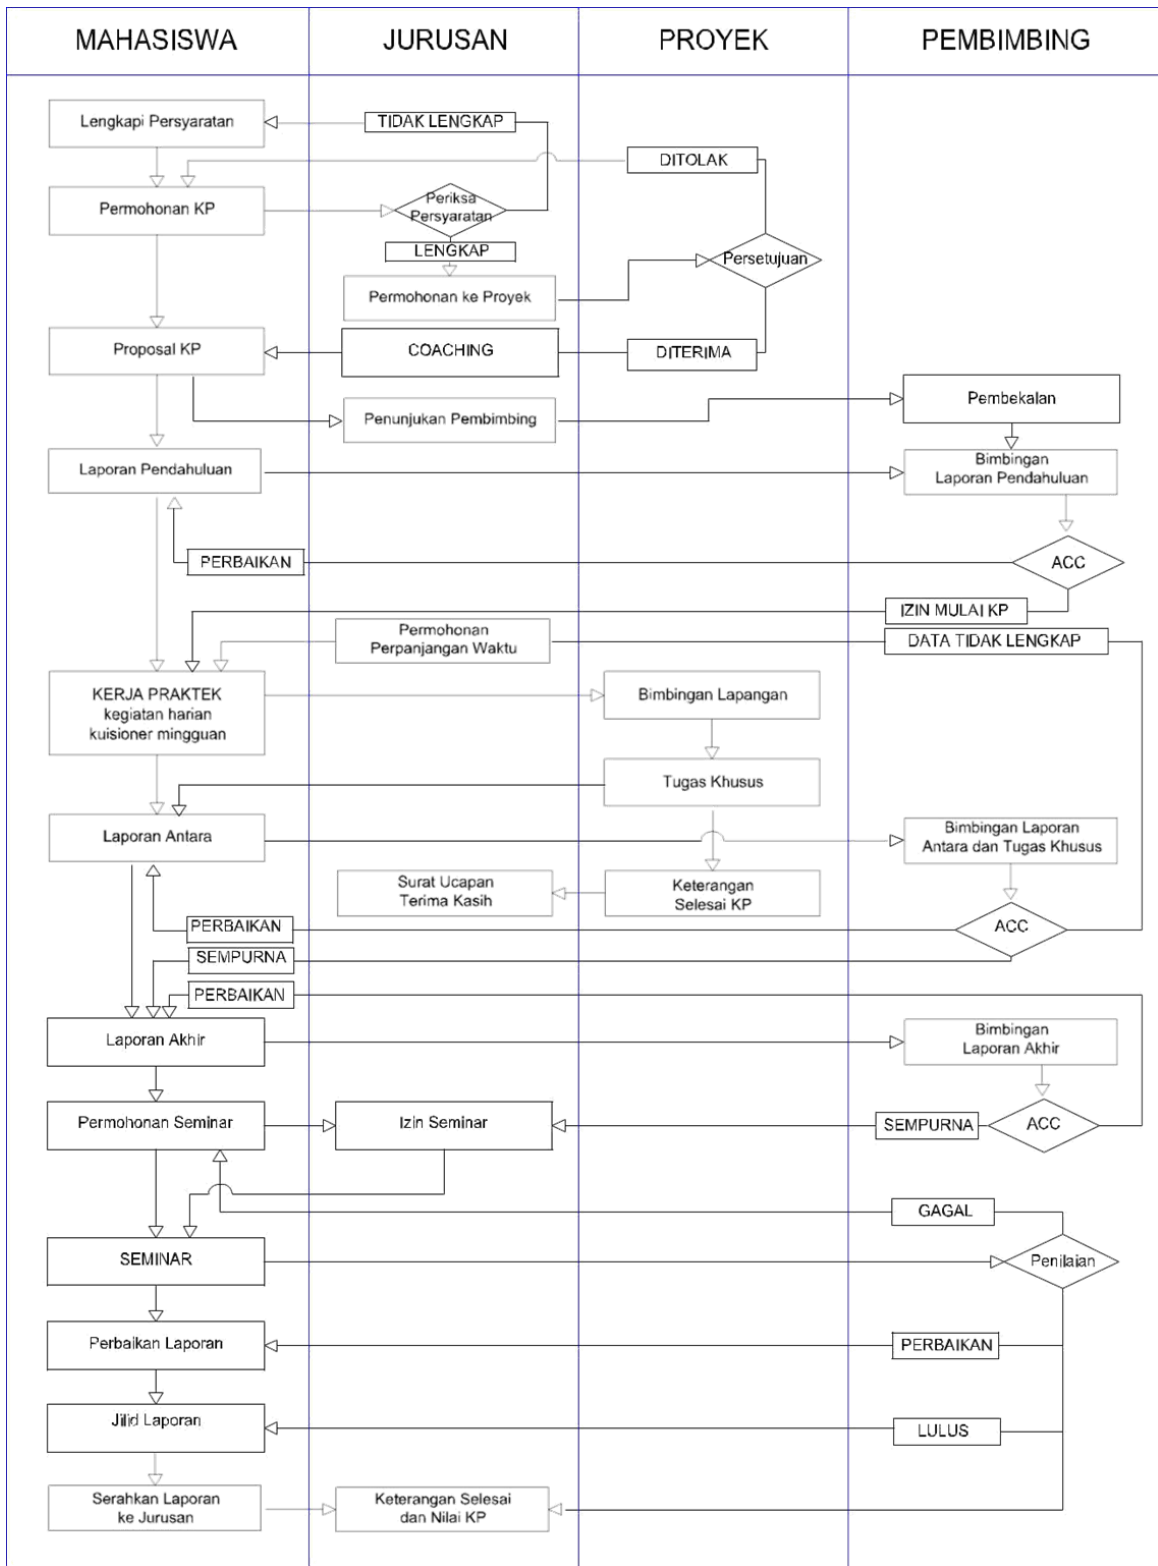 MAHASISWA
JURUSAN
PROYEK
PEMBIMBING
Lengkapi Persyaratan
TIDAK LENGKAP
DITOLAK
Permohonan KP
Periksa
Persyaratan
LENGKAP
Persetujuan
Permohonan ke Proyek
Proposal KP
COACHING
DITERIMA
Penunjukan Pembimbing
Pembekalan
Laporan Pendahuluan
Bimbingan
Laporan Pendahuluan
PERBAIKAN
ACC
IZIN MULAI KP
Permohonan
Perpanjangan Waktu
DATA TIDAK LENGKAP
KERJA PRAKTEK
kegiatan harian
kuisioner mingguan
Bimbingan Lapangan
Tugas Khusus
Laporan Antara
Bimbingan Laporan
Antara dan Tugas Khusus
Surat Ucapan
Terima Kasih
Keterangan
Selesai KP
PERBAIKAN
ACC
SEMPURNA
PERBAIKAN
Laporan Akhir
Bimbingan
Laporan Akhir
Permohonan Seminar
Izin Seminar
SEMPURNA
ACC
GAGAL
SEMINAR
Penilaian
Perbaikan Laporan
PERBAIKAN
Jilid Laporan
LULUS
Serahkan Laporan
ke Jurusan
Keterangan Selesai
dan Nilai KP